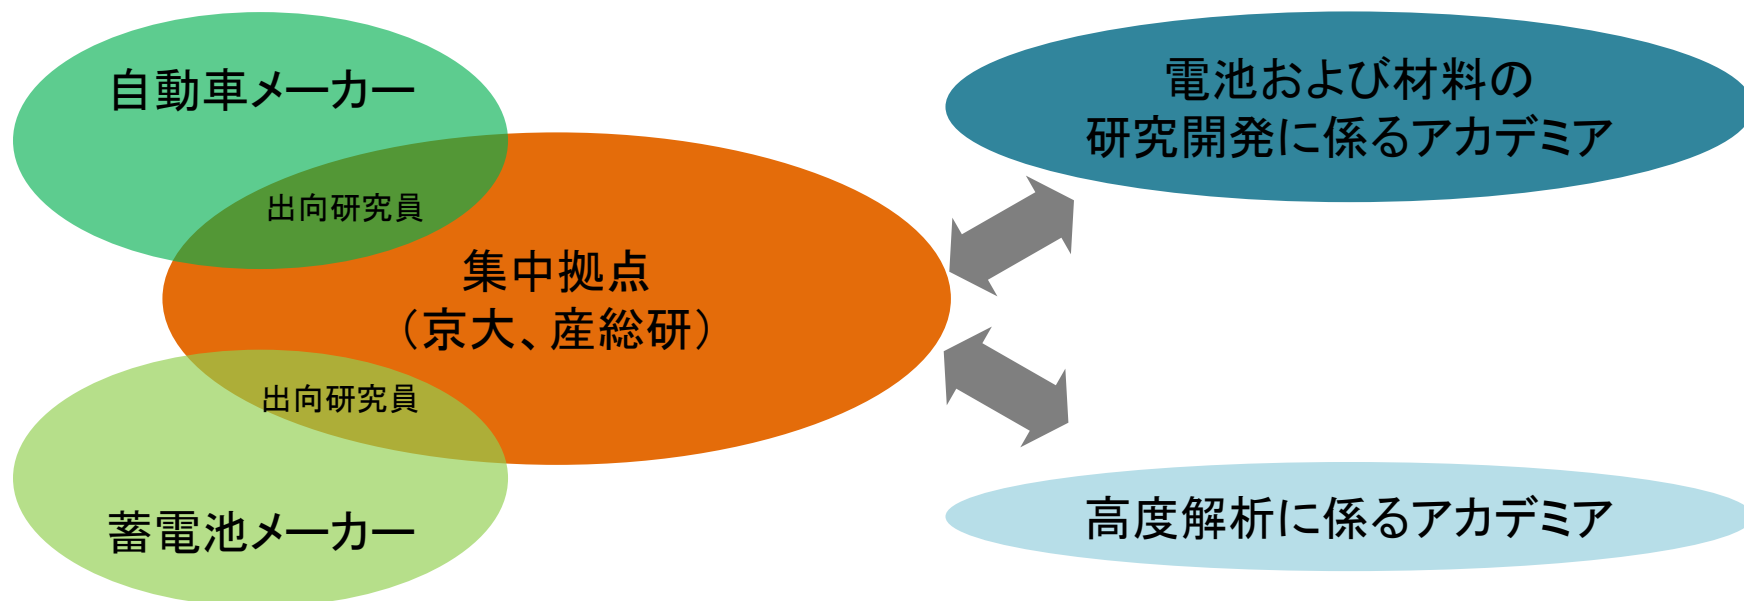 自動車メーカー
出向研究員
集中拠点
（京大、産総研）
出向研究員
蓄電池メーカー
電池および材料の
研究開発に係るアカデミア
高度解析に係るアカデミア